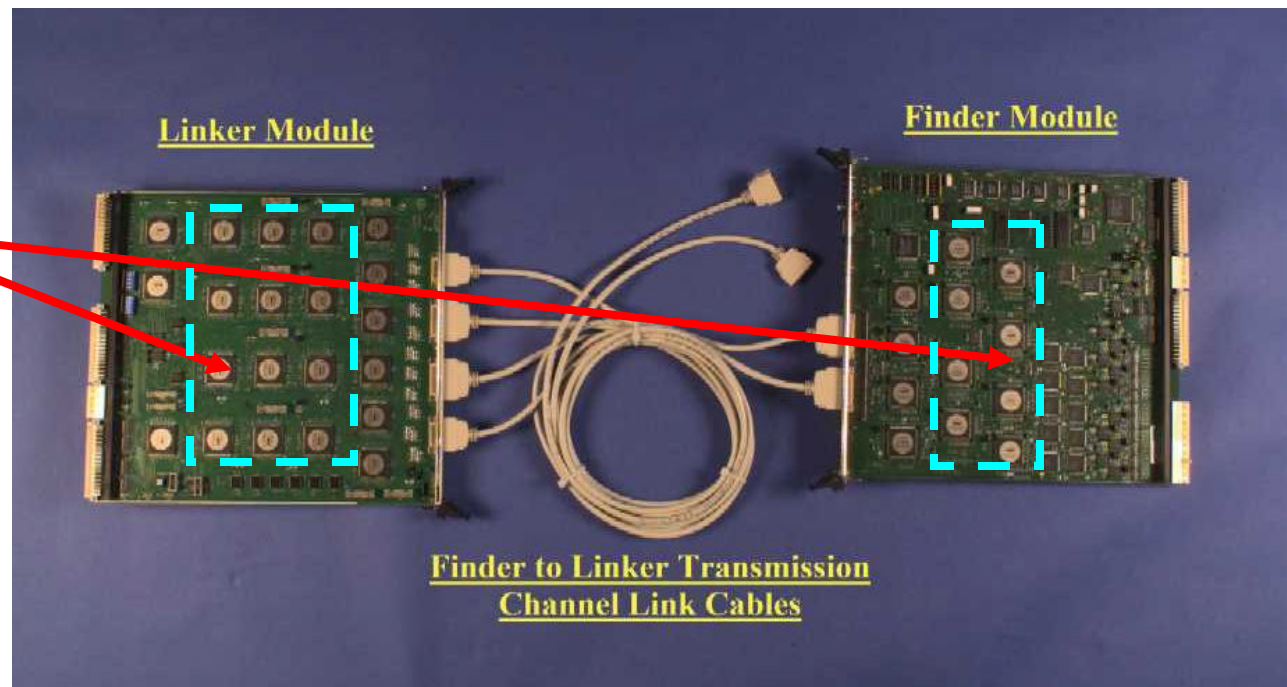 Linker Module
Finder Module
Finder to Linker Transmission
Channel Link Cables